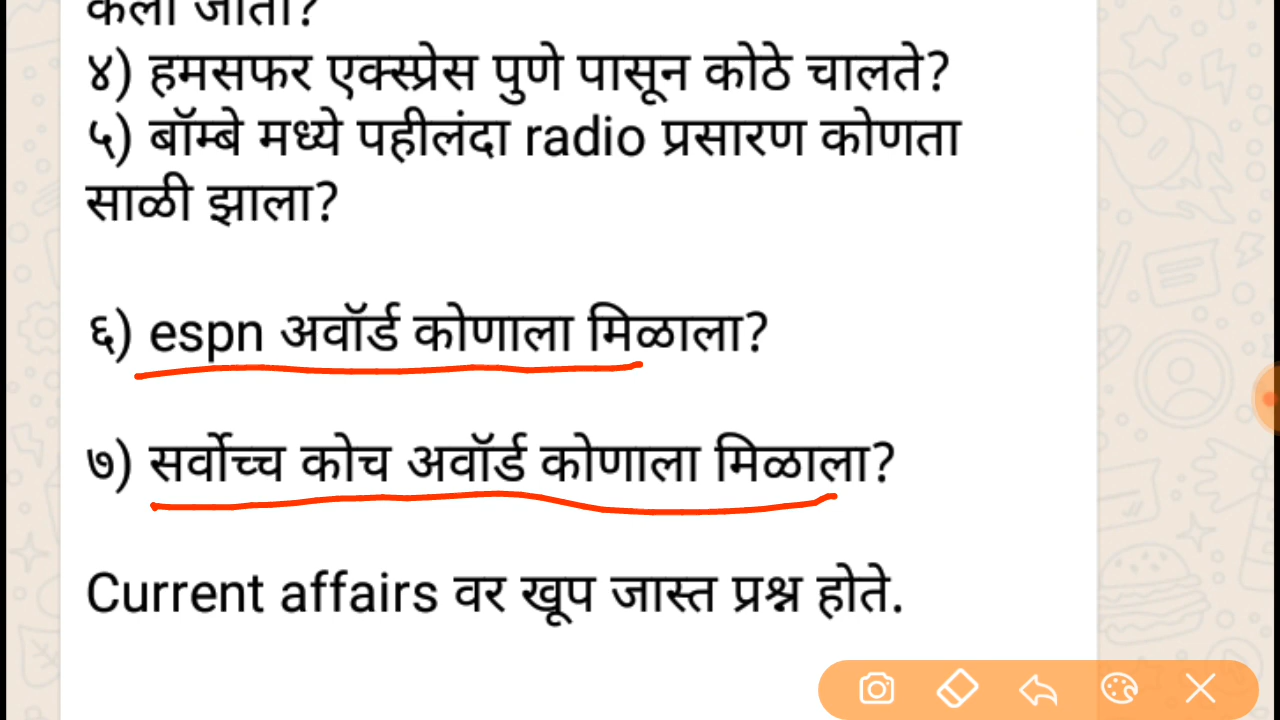 केला जातो?
४) हमसफर एक्स्प्रेस पुणे पासून कोठे चालते?
५) बॉम्बे मध्ये पहीलंदा radio प्रसारण कोणता
साळी झाला?
६) espn अवॉर्ड कोणाला मिळाला?
७) सर्वोच्च कोच अवॉर्ड कोणाला मिळाला?
Current affairs वर खूप जास्त प्रश्न होते.